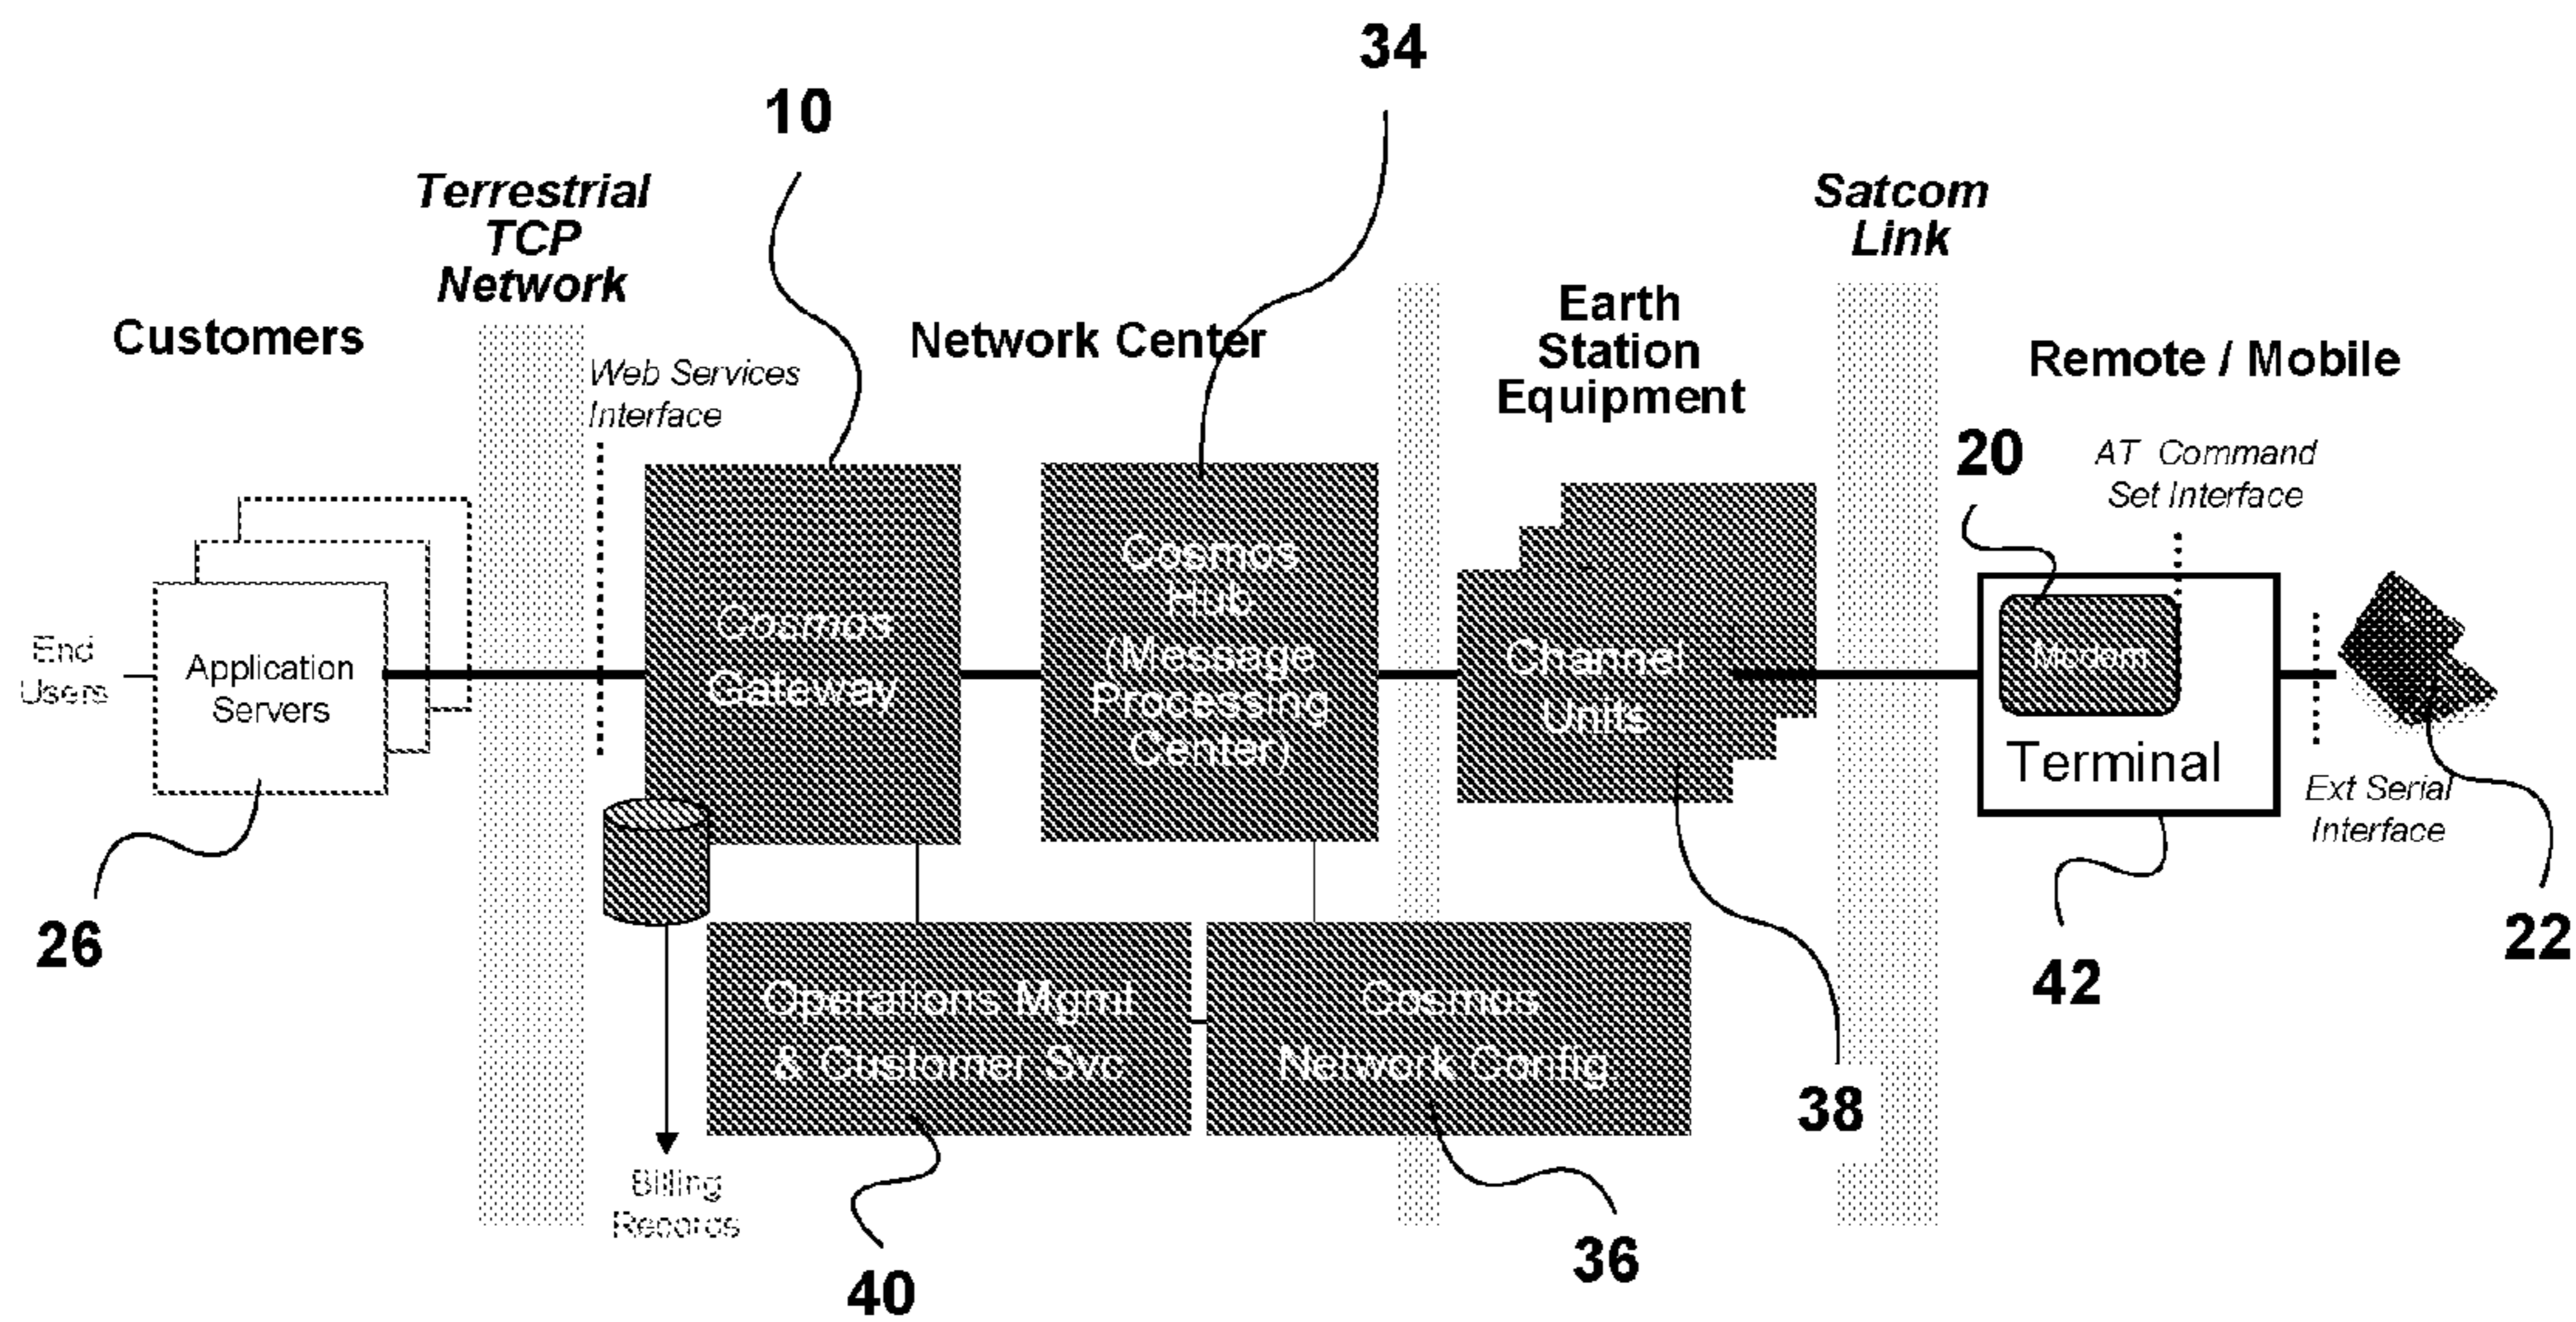 34
10
Terrestrial
TCP
Network
Satcom
Link
Customers
Network Center
Earth
Station
Equipment
Remote / Mobile
Web Services
Interface
20
AT Command
Set Interface
End
Users
Application
Servers
Cosmos
Gateway
Cosmos
Hub
(Message
Processing
Center)
Channel
Units
Modem
Terminal
Ext Serial
Interface
26
22
42
Operations Mgmt
& Customer Svc
Cosmos
Network Config
38
Billing
Records
40
36